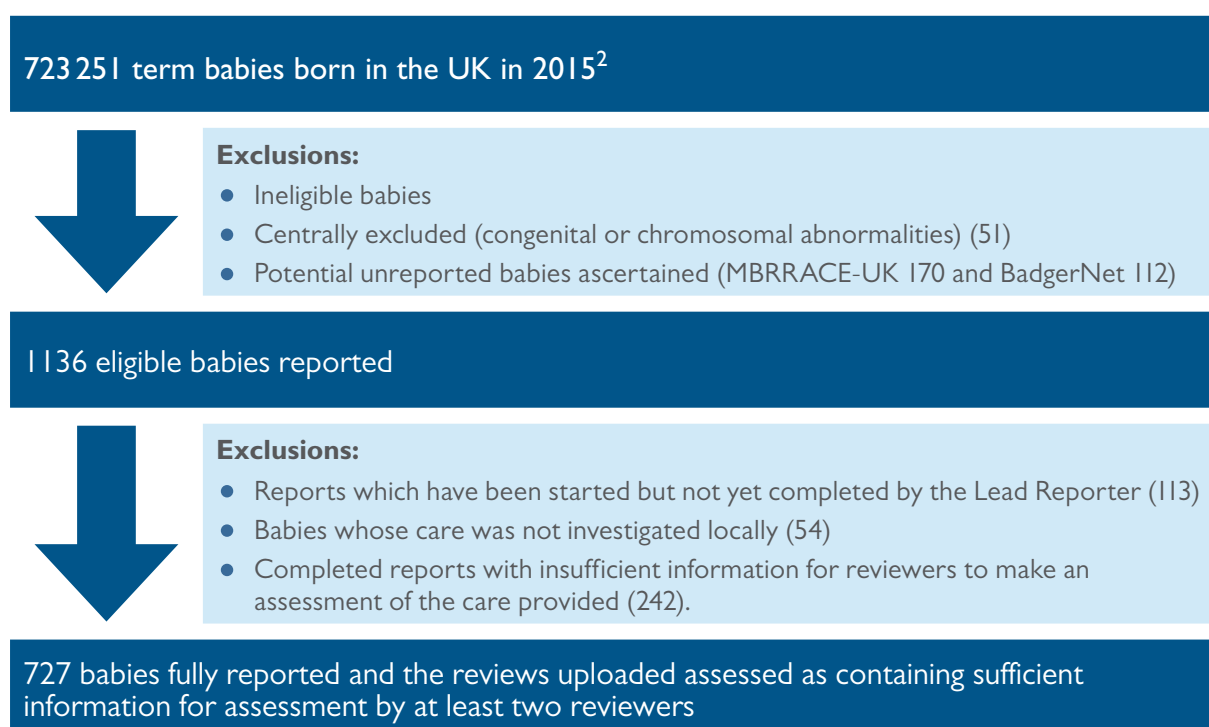 723 251 term babies born in the UK in 2015²
Exclusions:
● Ineligible babies
● Centrally excluded (congenital or chromosomal abnormalities) (51)
● Potential unreported babies ascertained (MBRRACE-UK 170 and BadgerNet 112)
1136 eligible babies reported
Exclusions:
● Reports which have been started but not yet completed by the Lead Reporter (113)
● Babies whose care was not investigated locally (54)
● Completed reports with insufficient information for reviewers to make an
assessment of the care provided (242).
727 babies fully reported and the reviews uploaded assessed as containing sufficient
information for assessment by at least two reviewers